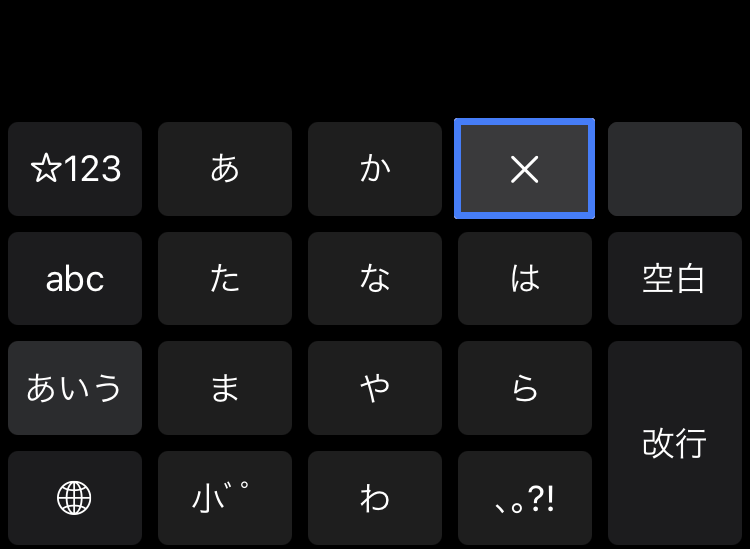 ☆123 あ か ×
abc た な は 空白
あいう ま や ら
改行
小゛゜ わ 、。?!